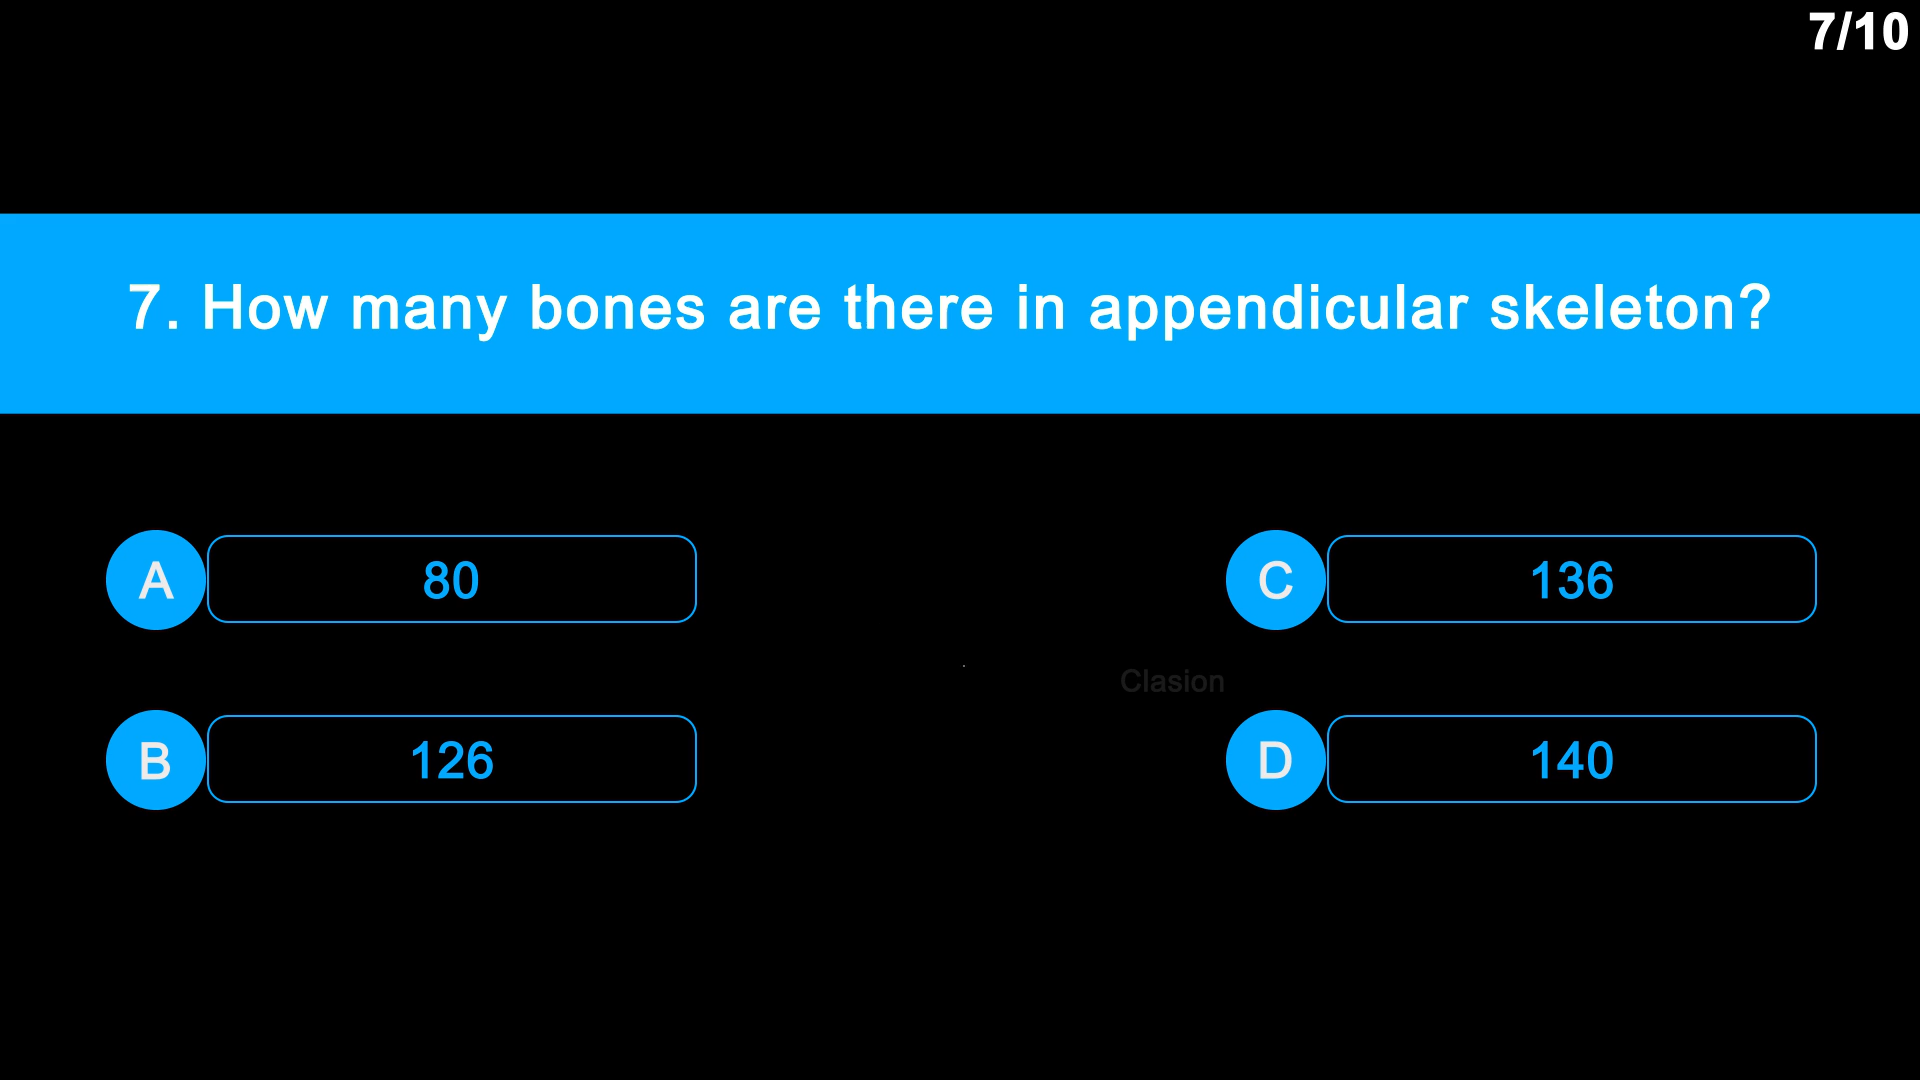 7/10
7. How many bones are there in appendicular skeleton?
A 80
B 126
C 136
D 140
Clasion